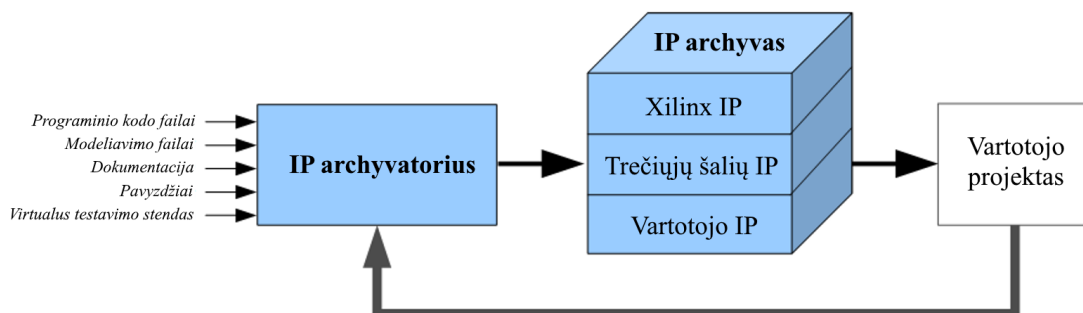 Programinio kodo failai
Modeliavimo failai
Dokumentacija
Pavyzdžiai
Virtualus testavimo stendas
IP archyvatorius
IP archyvas
Xilinx IP
Trečiųjų šalių IP
Vartotojo IP
Vartotojo
projektas